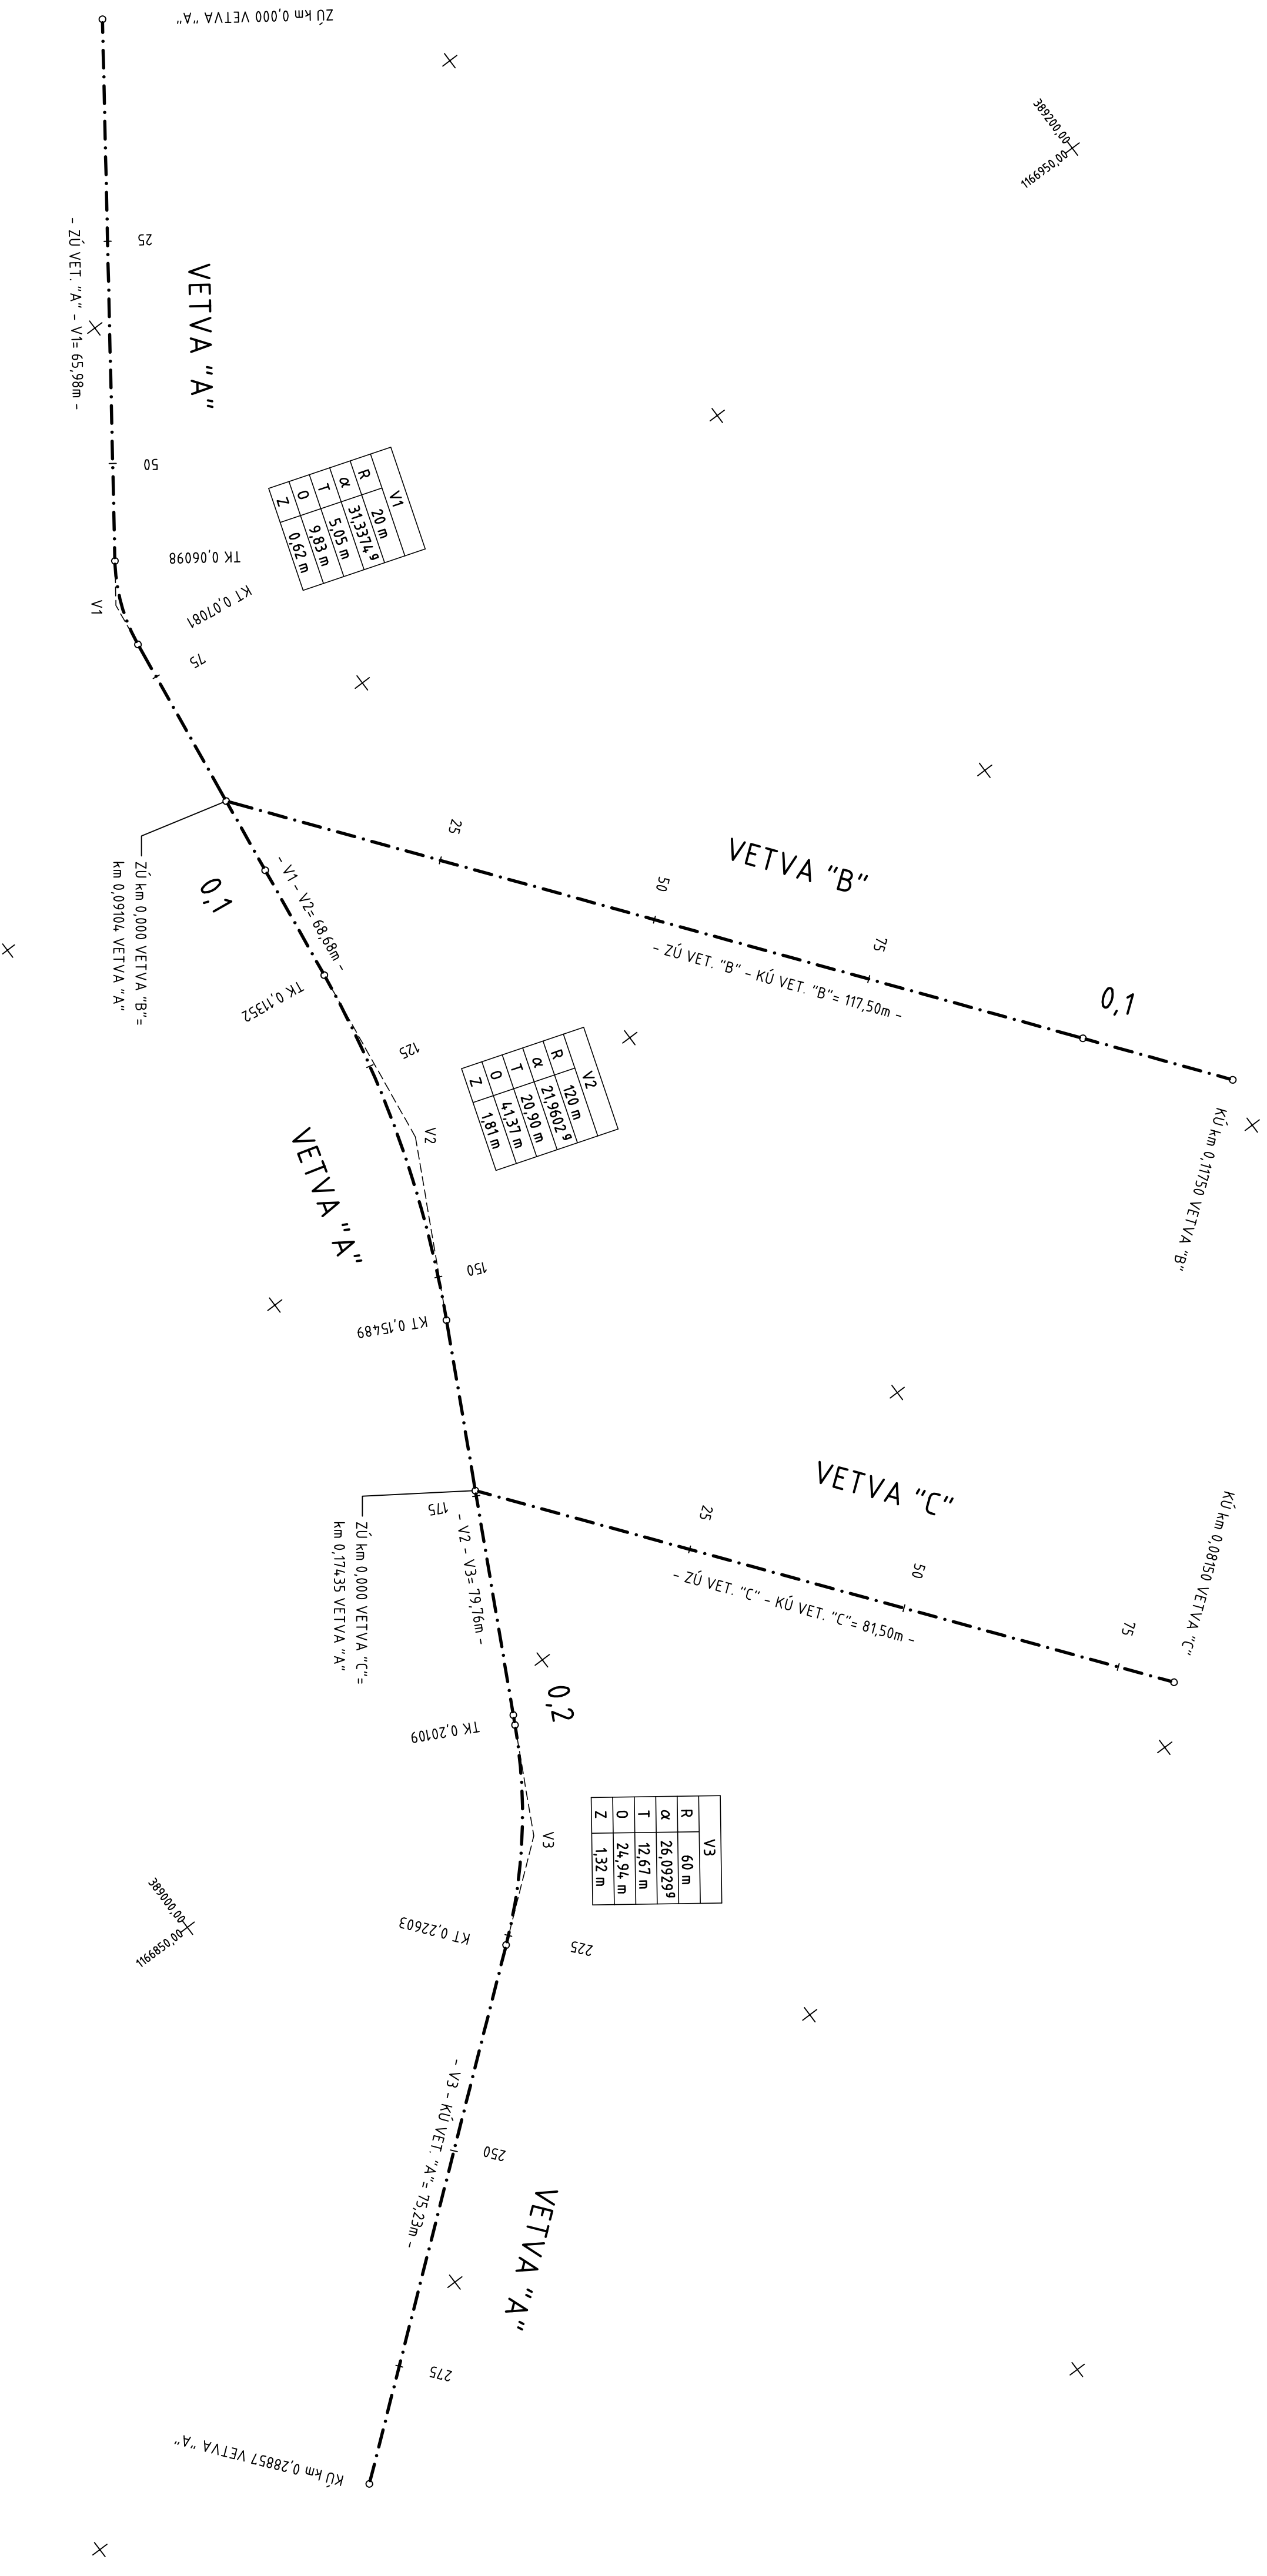 ZÚ km 0,000 VETVA "A"
389200,00
1166950,00
25
- ZÚ VET. "A" - V1= 65,98m -
VETVA "A"
50
V1
R 20 m
α 31,3374 g
T 5,05 m
O 9,83 m
Z 0,62 m
TK 0,06098
KT 0,07081
V1
75
ZÚ km 0,000 VETVA "B"=
km 0,09104 VETVA "A"
0,1
- V1 - V2= 68,68m -
25
50
VETVA "B"
75
- ZÚ VET. "B" - KÚ VET. "B"= 117,50m -
0,1
KÚ km 0,11750 VETVA "B"
TK 0,11352
125
V2
R 120 m
α 21,9602 g
T 20,90 m
O 41,37 m
Z 1,81 m
V2
VETVA "A"
150
KT 0,15489
175
ZÚ km 0,000 VETVA "C"=
km 0,17435 VETVA "A"
- V2 - V3= 79,76m -
VETVA "C"
25
50
75
- ZÚ VET. "C" - KÚ VET. "C"= 81,50m -
KÚ km 0,08150 VETVA "C"
0,2
TK 0,20109
V3
R 60 m
α 26,0929 g
T 12,67 m
O 24,94 m
Z 1,32 m
V3
389000,00
1166850,00
KT 0,22603
225
- V3 - KÚ VET. "A"= 75,23m -
250
VETVA "A"
275
KÚ km 0,28857 VETVA "A"